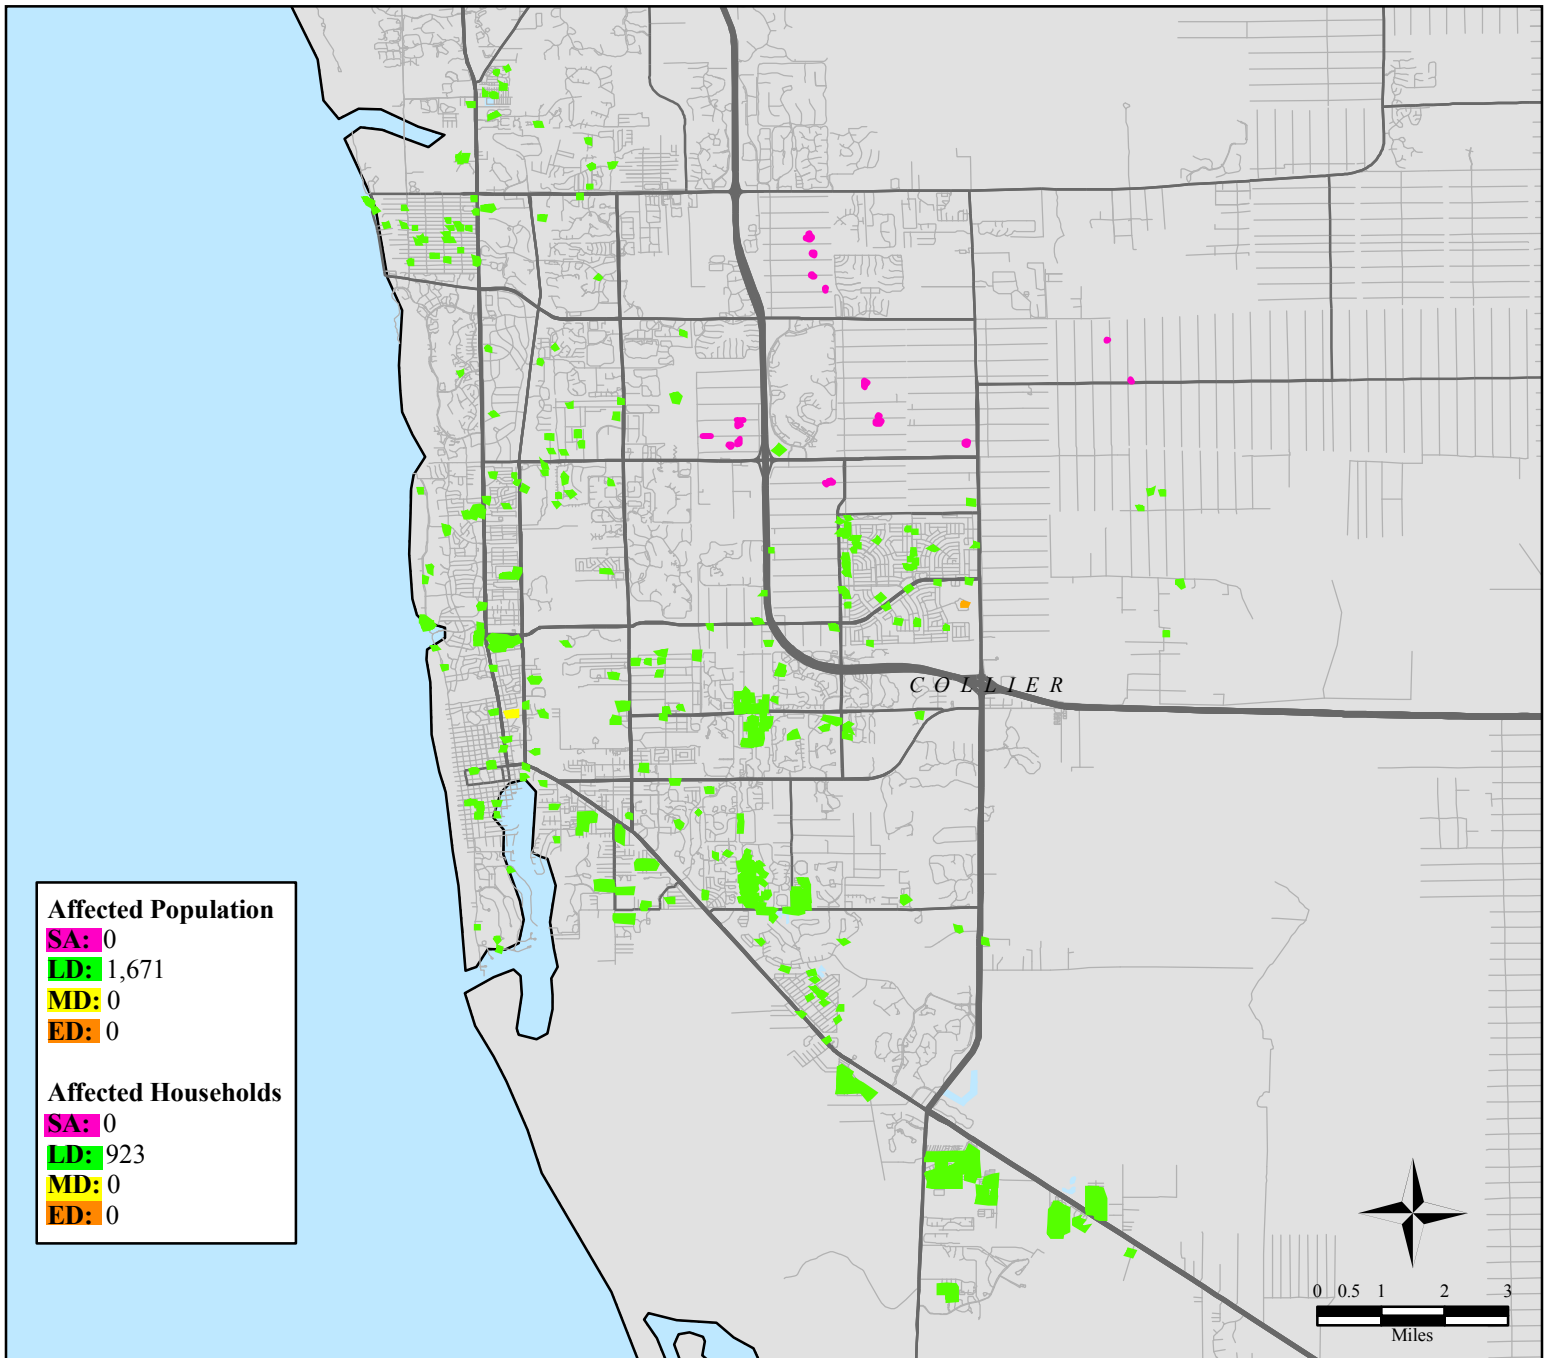 COLLIER
Affected Population
SA: 0
LD: 1,671
MD: 0
ED: 0
Affected Households
SA: 0
LD: 923
MD: 0
ED: 0
0 0.5 1 2 3
Miles